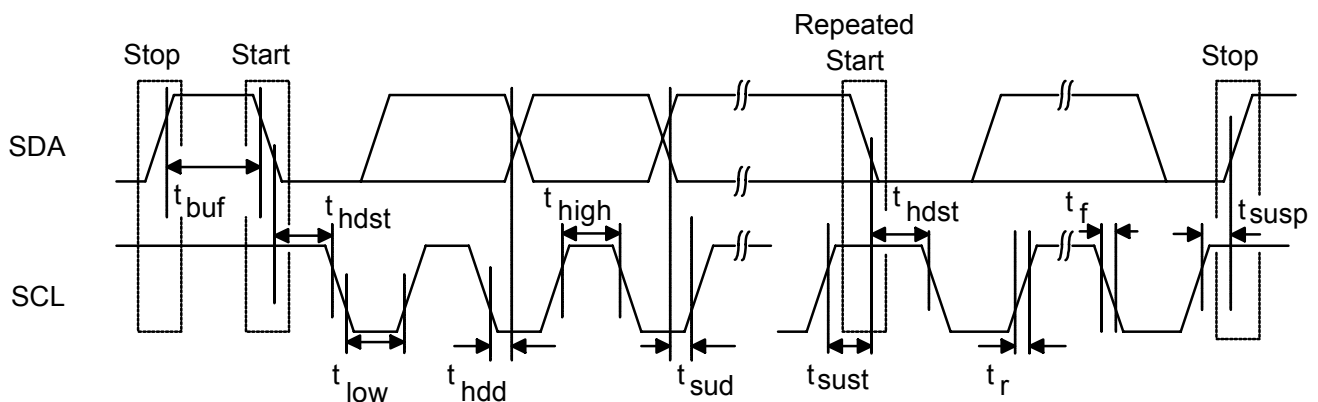 Repeated
Stop Start Start Stop
SDA
t buf t hdst t high t hdst t f t susp
SCL
t low t hdd t sud t sust t r